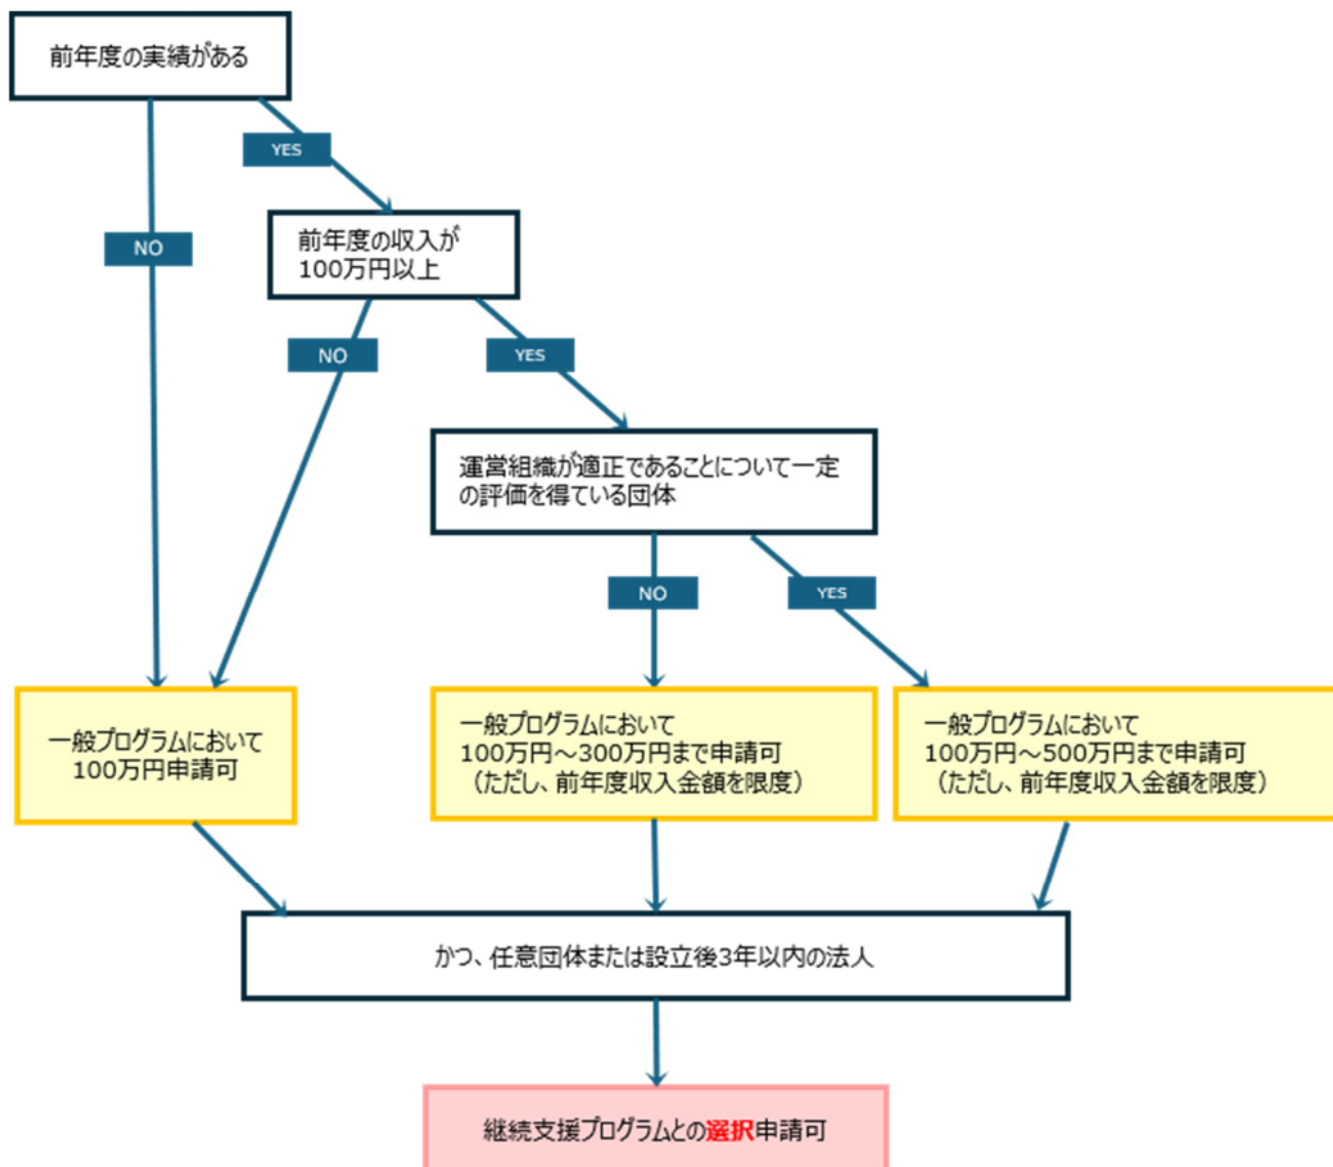 前年度の実績がある
YES
NO
前年度の収入が
100万円以上
NO
YES
運営組織が適正であることについて一定
の評価を得ている団体
NO
YES
一般プログラムにおいて
100万円申請可
一般プログラムにおいて
100万円～300万円まで申請可
（ただし、前年度収入金額を限度）
一般プログラムにおいて
100万円～500万円まで申請可
（ただし、前年度収入金額を限度）
かつ、任意団体または設立後3年以内の法人
継続支援プログラムとの選択申請可